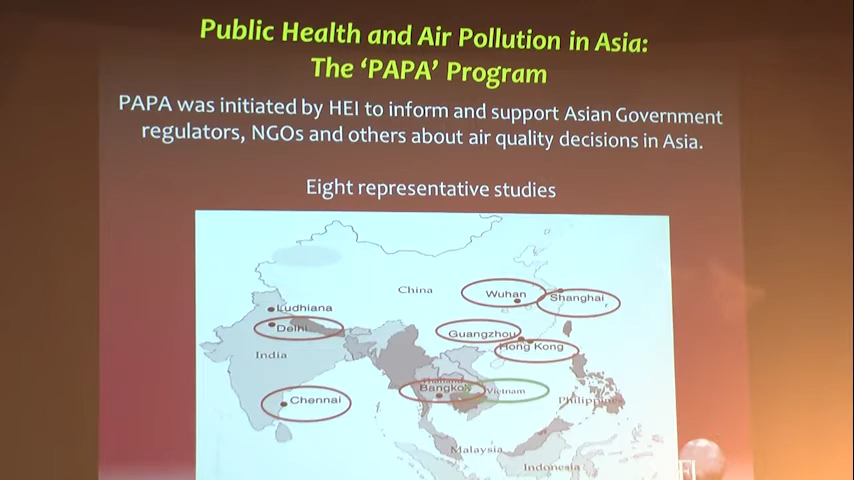 Public Health and Air Pollution in Asia:
The ‘PAPA’ Program
PAPA was initiated by HEI to inform and support Asian Government
regulators, NGOs and others about air quality decisions in Asia.
Eight representative studies
China
Wuhan
Shanghai
Ludhiana
Delhi
Guangzhou
Hong Kong
India
Thailand
Bangkok
Vietnam
Chennai
Philippines
Malaysia
Indonesia